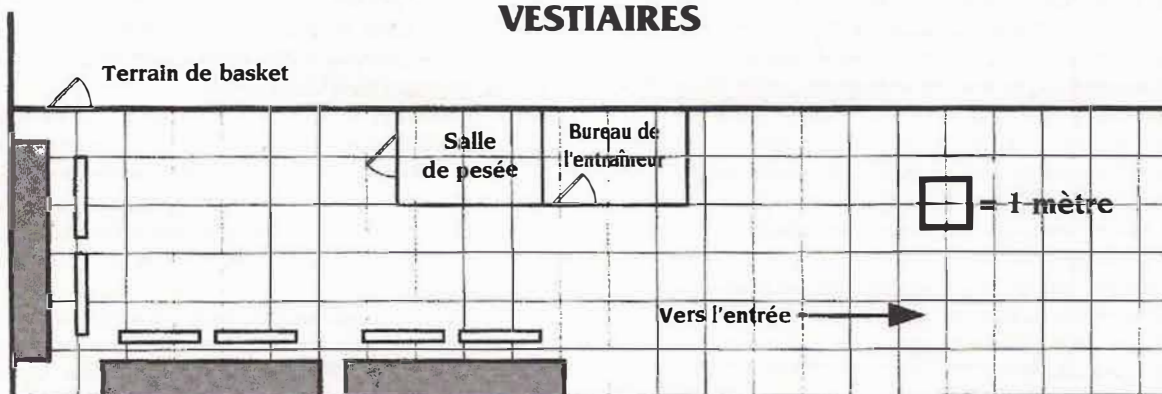 VESTIAIRES
Terrain de basket
Salle
de pesée
Bureau de
l'entraîneur
= 1 mètre
Vers l'entrée